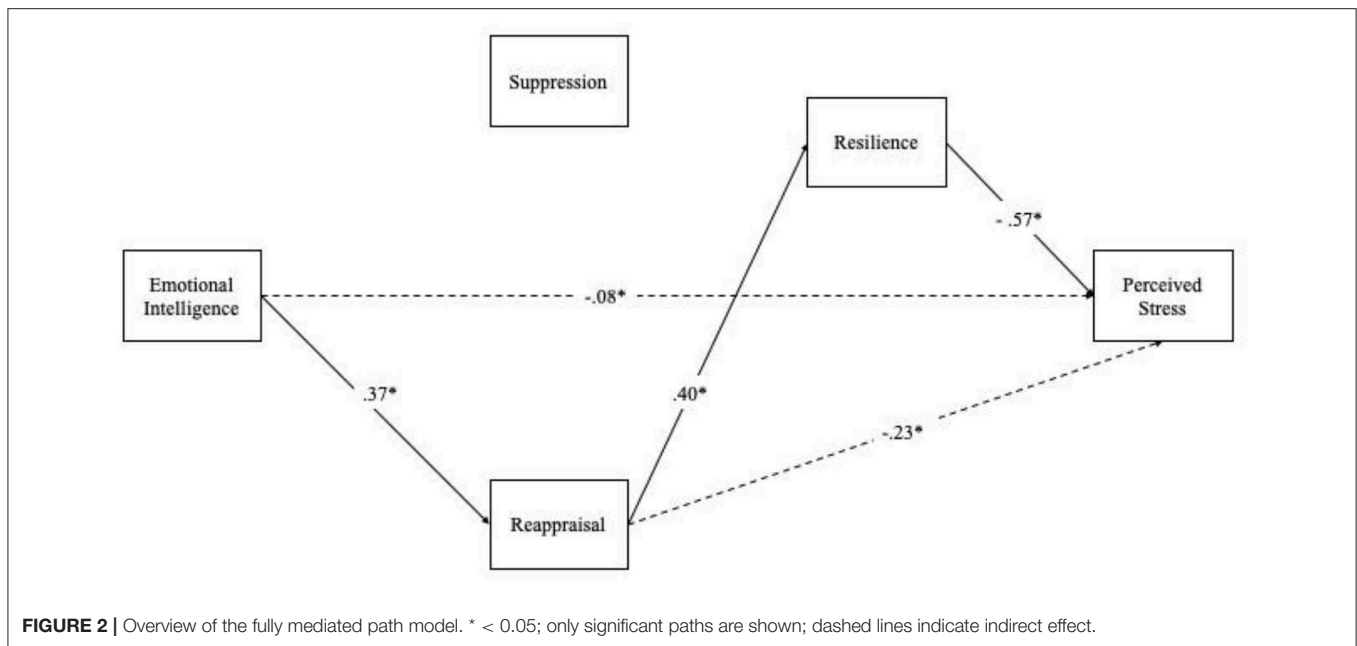 Suppression
Resilience
- .57*
Emotional
Intelligence
-.08*
Perceived
Stress
.37*
.40*
-.23*
Reappraisal
FIGURE 2 | Overview of the fully mediated path model. * < 0.05; only significant paths are shown; dashed lines indicate indirect effect.